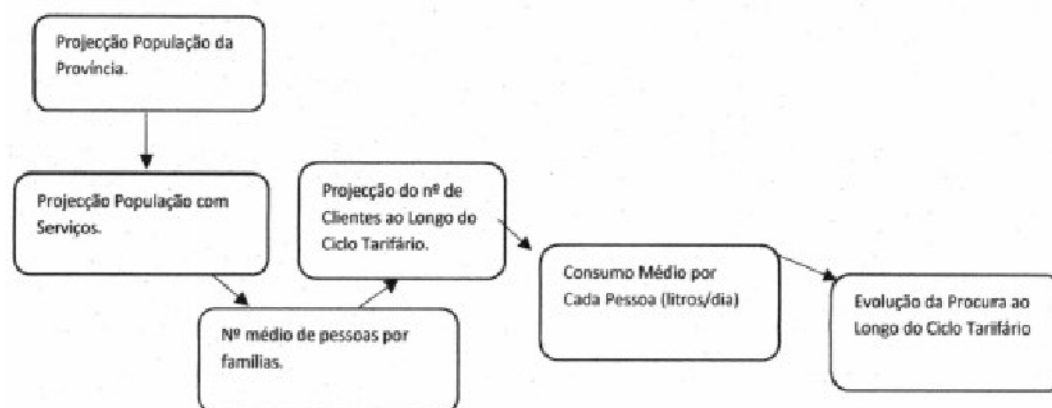 Projecção População da
Província.
Projecção População com
Serviços.
Nº médio de pessoas por
famílias.
Projecção do nº de
Clientes ao Longo do
Ciclo Tarifário.
Consumo Médio por
Cada Pessoa (litros/dia)
Evolução da Procura ao
Longo do Ciclo Tarifário